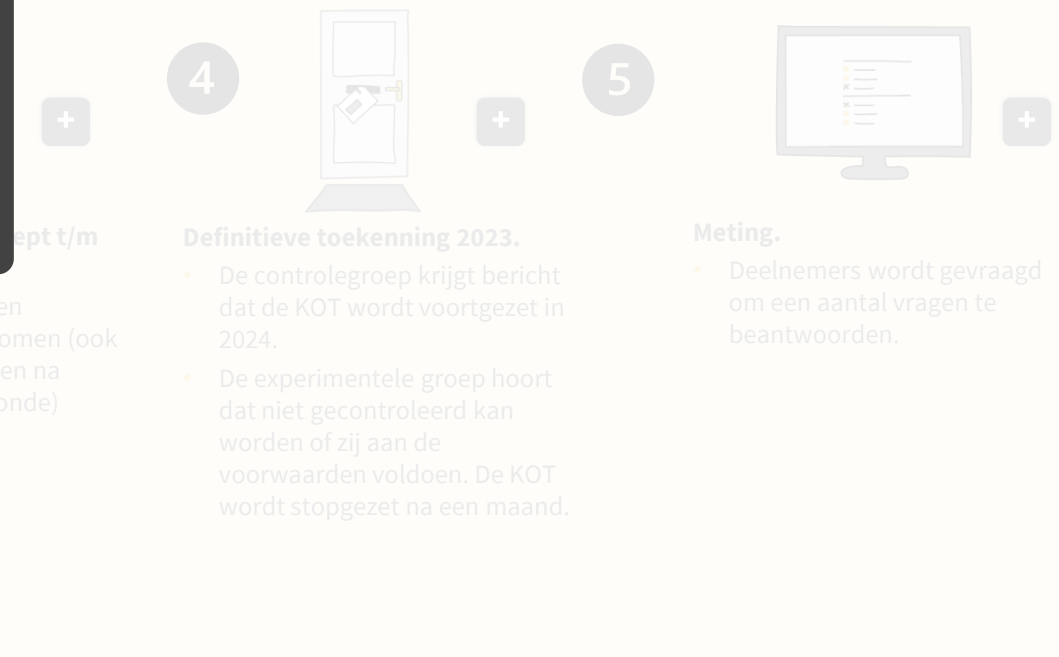 4
5
+
+
+
ept t/m
en
omen (ook
en na
onde)
Definitieve toekenning 2023.
• De controlegroep krijgt bericht
dat de KOT wordt voortgezet in
2024.
• De experimentele groep hoort
dat niet gecontroleerd kan
worden of zij aan de
voorwaarden voldoen. De KOT
wordt stopgezet na een maand.
Meting.
• Deelnemers wordt gevraagd
om een aantal vragen te
beantwoorden.